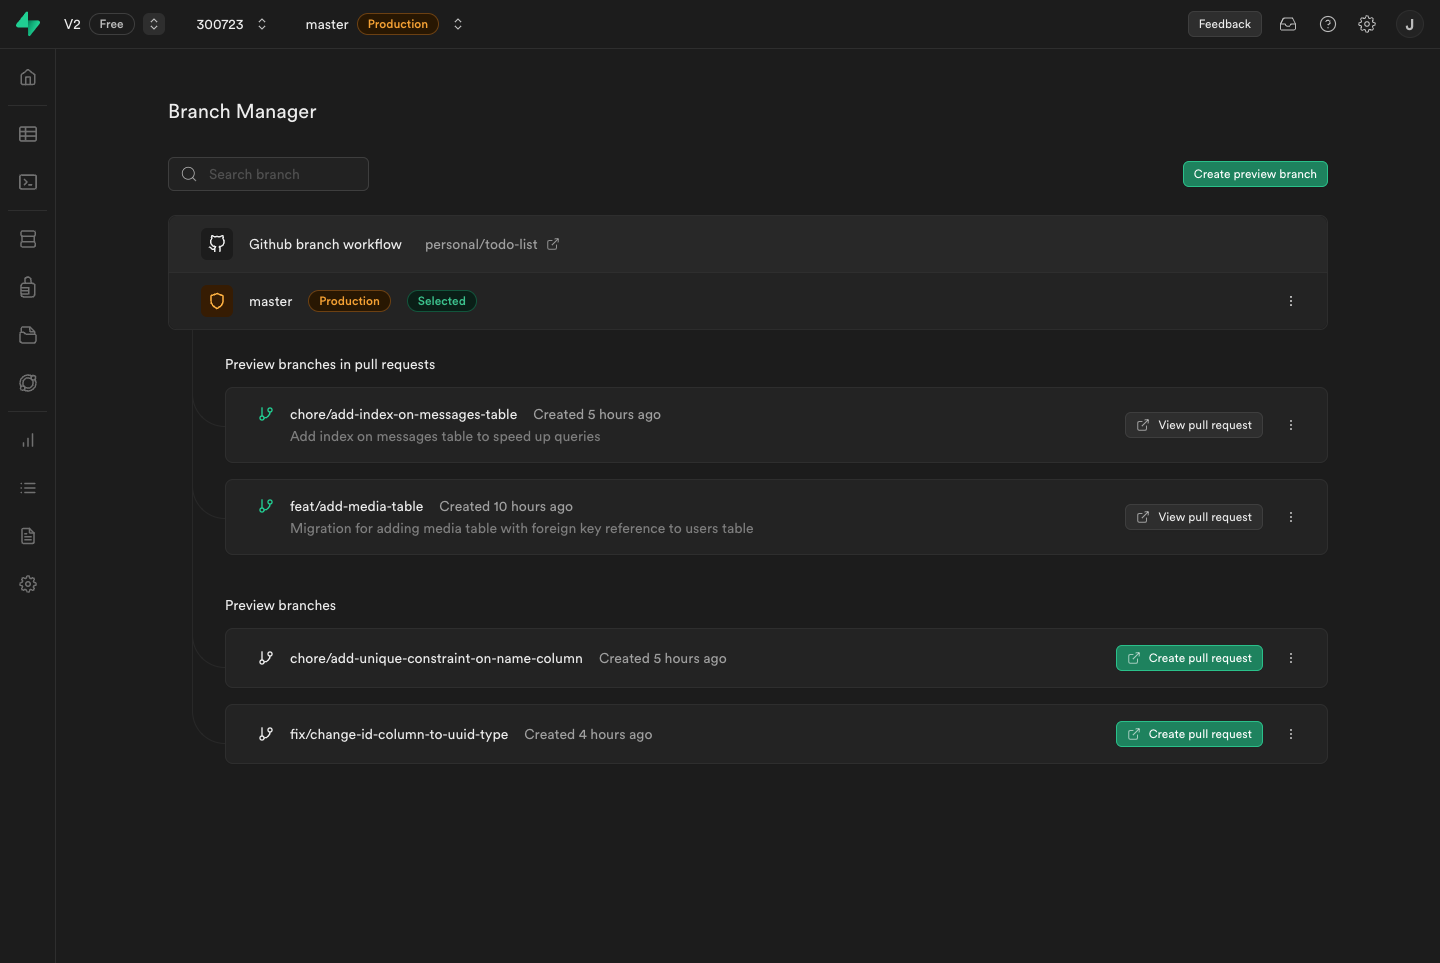 V2 Free 300723 master Production Feedback J
Branch Manager
Search branch Create preview branch
Github branch workflow personal/todo-list
master Production Selected
Preview branches in pull requests
chore/add-index-on-messages-table Created 5 hours ago
Add index on messages table to speed up queries
View pull request
feat/add-media-table Created 10 hours ago
Migration for adding media table with foreign key reference to users table
View pull request
Preview branches
chore/add-unique-constraint-on-name-column Created 5 hours ago Create pull request
fix/change-id-column-to-uuid-type Created 4 hours ago Create pull request